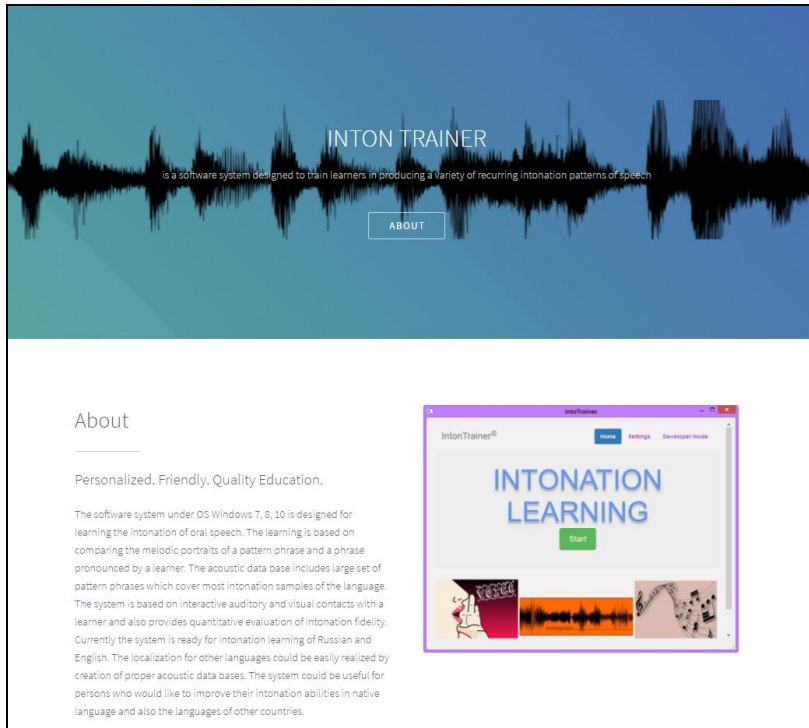 INTON TRAINER
is a software system designed to train learners in producing a variety of recurring intonation patterns of speech
ABOUT
About
Personalized. Friendly. Quality Education.
The software system under OS Windows 7, 8, 10 is designed for
learning the intonation of oral speech. The learning is based on
comparing the melodic portraits of a pattern phrase and a phrase
pronounced by a learner. The acoustic data base includes large set of
pattern phrases which cover most intonation samples of the language.
The system is based on interactive auditory and visual contacts with a
learner and also provides quantitative evaluation of intonation fidelity.
Currently the system is ready for intonation learning of Russian and
English. The localization for other languages could be easily realized by
creation of proper acoustic data bases. The system could be useful for
persons who would like to improve their intonation abilities in native
language and also the languages of other countries.
IntoTrainer
IntonTrainer©
Home Settings Developer mode
INTONATION
LEARNING
Start
VOICE
Intonation